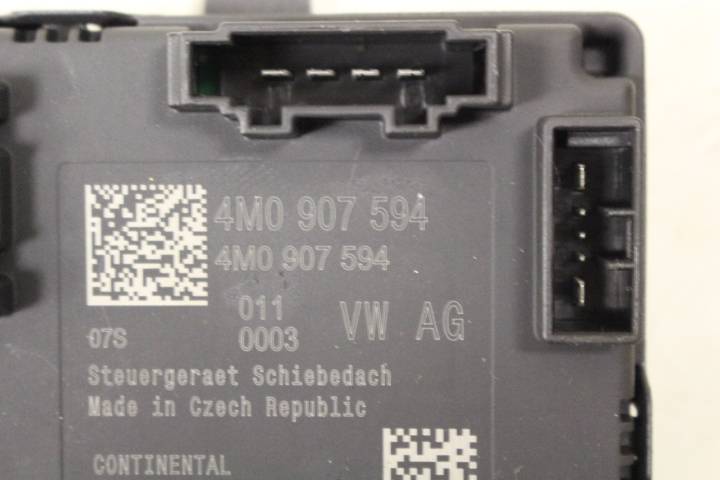 4M0 907 594
4M0 907 594
011
07S 0003 VW AG
Steuergeraet Schiebedach
Made in Czech Republic
CONTINENTAL